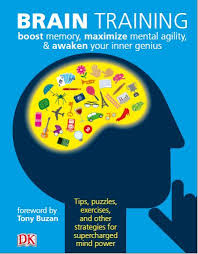 BRAIN TRAINING
boost memory, maximize mental agility,
& awaken your inner genius
Tips, puzzles,
exercises,
and other
strategies for
supercharged
mind power
foreword by
Tony Buzan
DK